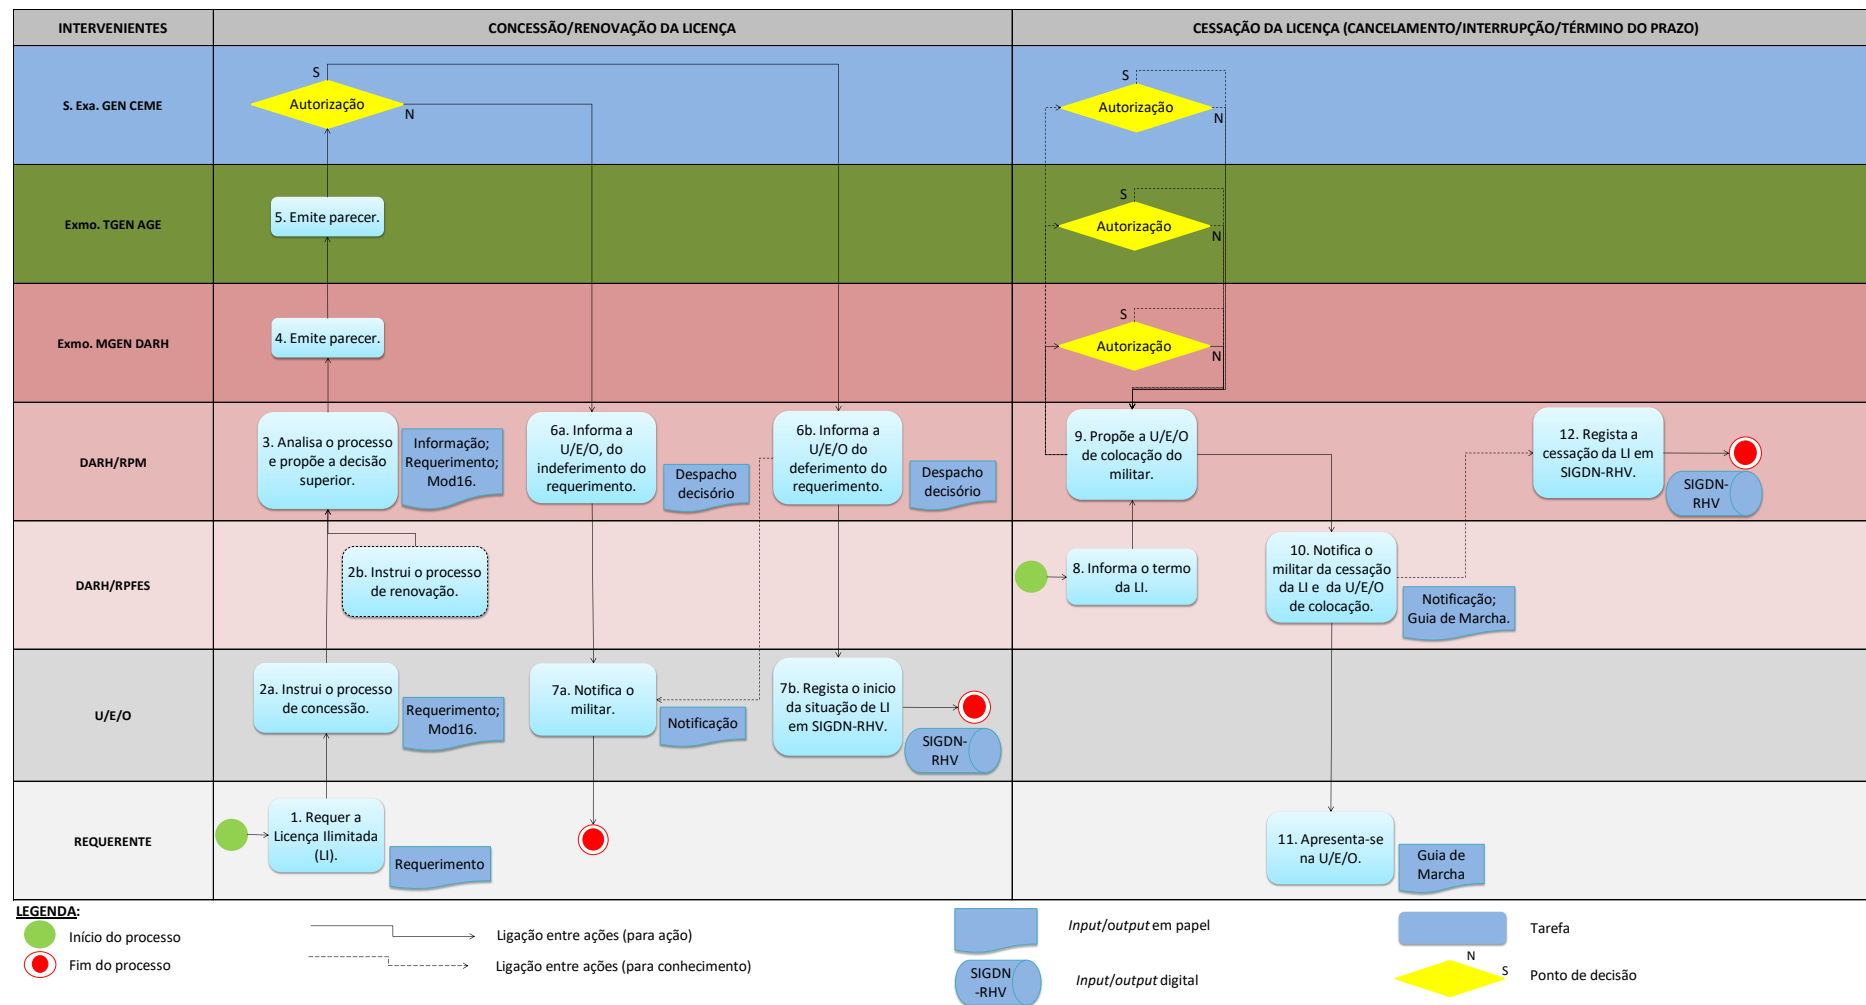 INTERVENIENTES
CONCESSÃO/RENOVAÇÃO DA LICENÇA
CESSAÇÃO DA LICENÇA (CANCELAMENTO/INTERRUPÇÃO/TÉRMINO DO PRAZO)
S. Exa. GEN CEME
S
Autorização
N
S
Autorização
N
Exmo. TGEN AGE
5. Emite parecer.
S
Autorização
N
Exmo. MGEN DARH
4. Emite parecer.
S
Autorização
N
DARH/RPM
3. Analisa o processo
e propõe a decisão
superior.
Informação;
Requerimento;
Mod16.
6a. Informa a
U/E/O, do
indeferimento do
requerimento.
Despacho
decisório
6b. Informa a
U/E/O do
deferimento do
requerimento.
Despacho
decisório
9. Propõe a U/E/O
de colocação do
militar.
12. Regista a
cessação da LI em
SIGDN-RHV.
SIGDN-
RHV
DARH/RPFES
2b. Instrui o processo
de renovação.
8. Informa o termo
da LI.
10. Notifica o
militar da cessação
da LI e da U/E/O
de colocação.
Notificação;
Guia de Marcha.
U/E/O
2a. Instrui o processo
de concessão.
Requerimento;
Mod16.
7a. Notifica o
militar.
Notificação
7b. Regista o inicio
da situação de LI
em SIGDN-RHV.
SIGDN-
RHV
REQUERENTE
1. Requer a
Licença Ilimitada
(LI).
Requerimento
11. Apresenta-se
na U/E/O.
Guia de
Marcha
LEGENDA:
Início do processo
Fim do processo
Ligação entre ações (para ação)
Ligação entre ações (para conhecimento)
Input/output em papel
SIGDN
-RHV
Input/output digital
Tarefa
N
S
Ponto de decisão